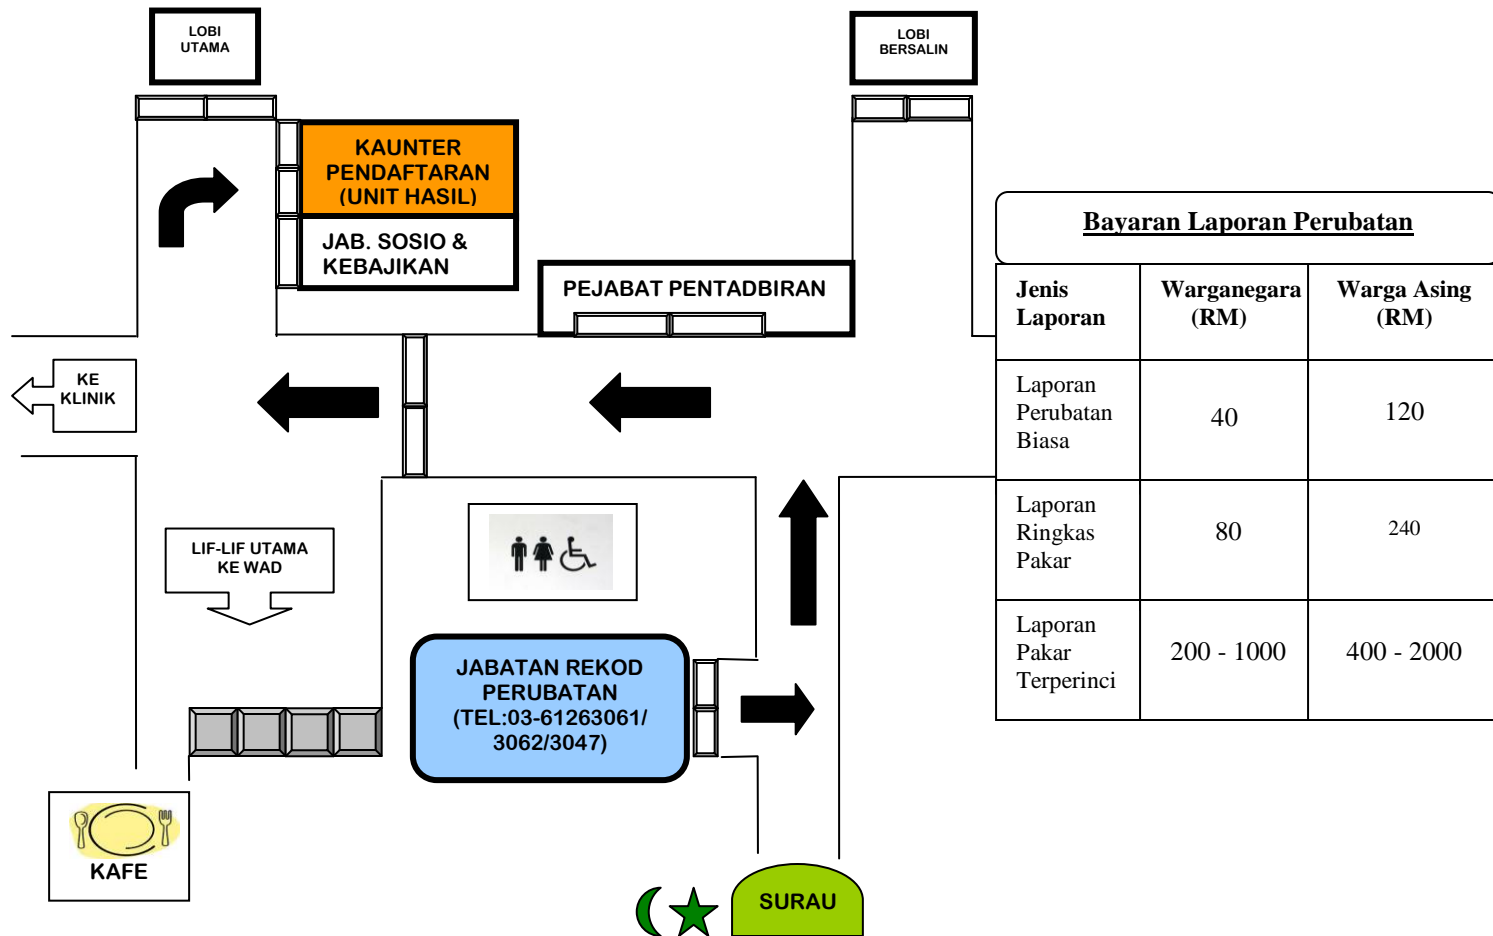 LOBI
UTAMA
LOBI
BERSALIN
KAUNTER
PENDAFTARAN
(UNIT HASIL)
JAB. SOSIO &
KEBAJIKAN
PEJABAT PENTADBIRAN
KE
KLINIK
LIF-LIF UTAMA
KE WAD
JABATAN REKOD
PERUBATAN
(TEL:03-61263061/
3062/3047)
KAFE
SURAU
Bayaran Laporan Perubatan
Jenis
Laporan
Warganegara
(RM)
Warga Asing
(RM)
Laporan
Perubatan
Biasa
40
120
Laporan
Ringkas
Pakar
80
240
Laporan
Pakar
Terperinci
200 - 1000
400 - 2000